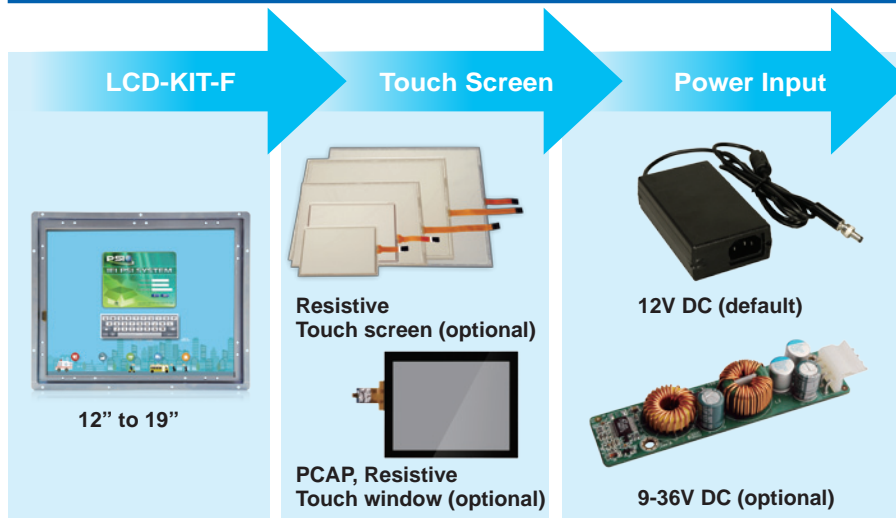 LCD-KIT-F
Touch Screen
Power Input
12” to 19”
Resistive
Touch screen (optional)
PCAP, Resistive
Touch window (optional)
12V DC (default)
9-36V DC (optional)